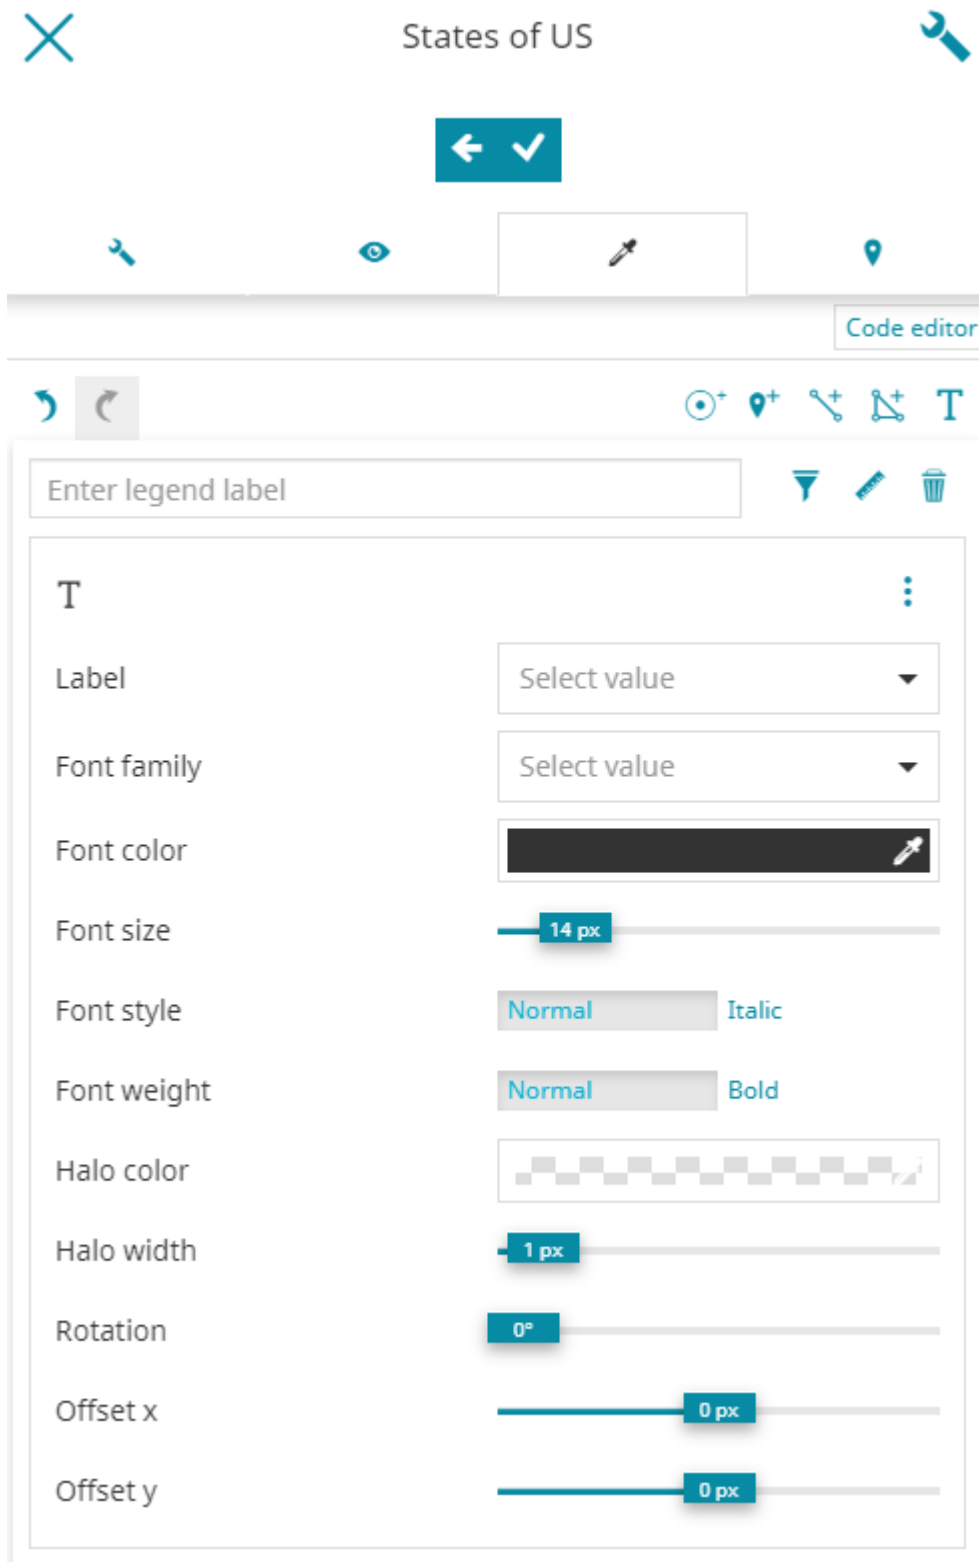 States of US
Code editor
T
Enter legend label
T
Label Select value
Font family Select value
Font color
Font size 14 px
Font style Normal Italic
Font weight Normal Bold
Halo color
Halo width 1 px
Rotation 0°
Offset x 0 px
Offset y 0 px